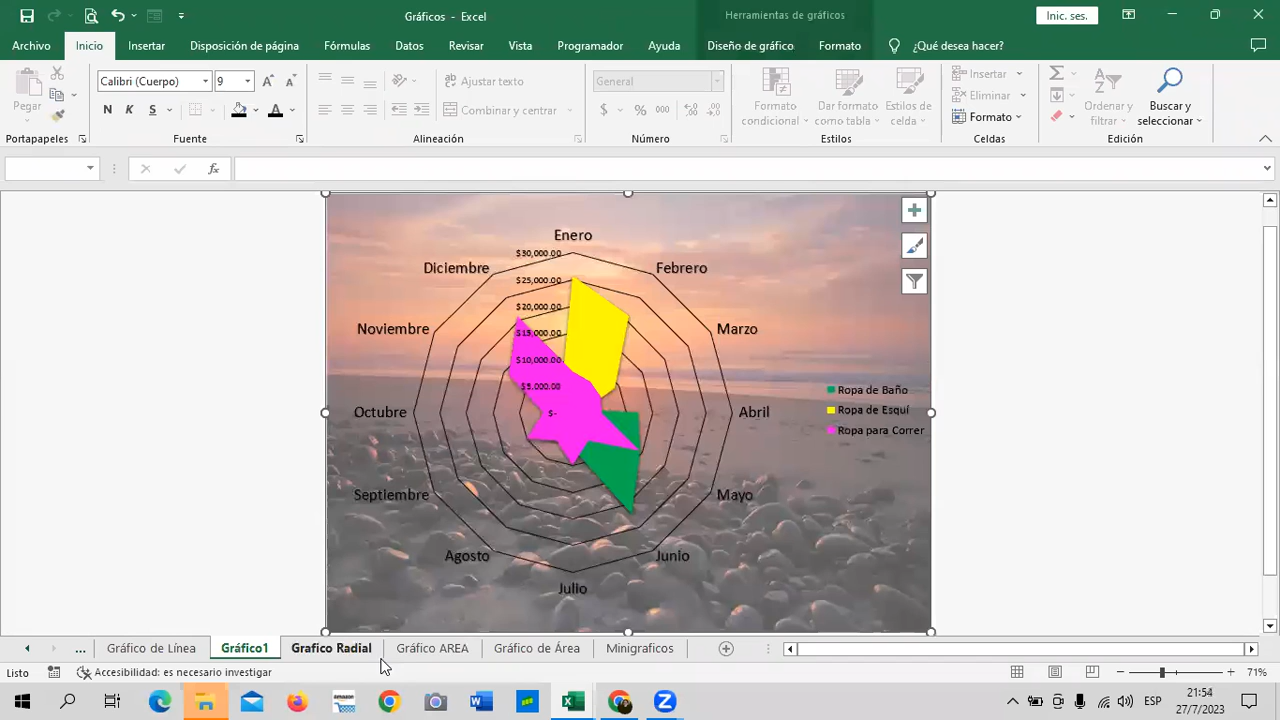 Gráficos - Excel
Herramientas de gráficos
Inic. ses.
Archivo Inicio Insertar Disposición de página Fórmulas Datos Revisar Vista Programador Ayuda Diseño de gráfico Formato ¿Qué desea hacer?
Pegar
Calibri (Cuerpo) 9
N K S
Ajustar texto
Combinar y centrar
General
$ % 000
Formato condicional
Dar formato como tabla
Estilos de celda
Insertar
Eliminar
Formato
Ordenar y filtrar
Buscar y seleccionar
Portapapeles Fuente Alineación Número Estilos Celdas Edición
fx
Enero
$30,000.00
Diciembre Febrero
$25,000.00
$20,000.00
Noviembre $15,000.00 Marzo
$10,000.00
$5,000.00 Ropa de Baño
Octubre $- Abril Ropa de Esquí
Ropa para Correr
Septiembre Mayo
Agosto Junio
Julio
... Gráfico de Línea Gráfico1 Grafico Radial Gráfico AREA Gráfico de Área Minigraficos
Listo Accesibilidad: es necesario investigar 71%
amazon
ESP
21:54
27/7/2023